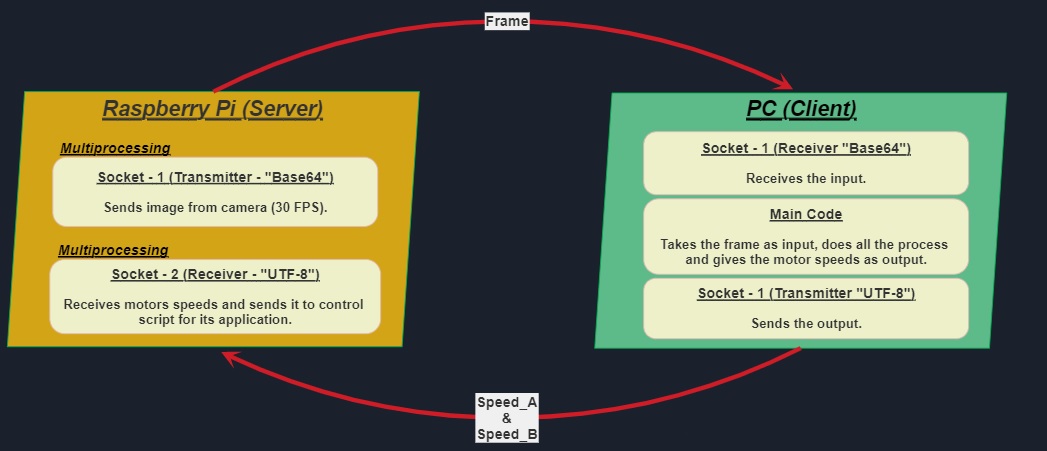 Frame
Raspberry Pi (Server)
Multiprocessing
Socket - 1 (Transmitter - "Base64")
Sends image from camera (30 FPS).
Multiprocessing
Socket - 2 (Receiver - "UTF-8")
Receives motors speeds and sends it to control
script for its application.
PC (Client)
Socket - 1 (Receiver "Base64")
Receives the input.
Main Code
Takes the frame as input, does all the process
and gives the motor speeds as output.
Socket - 1 (Transmitter "UTF-8")
Sends the output.
Speed_A
&
Speed_B